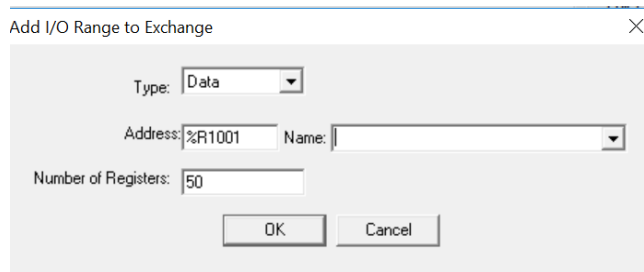 Add I/O Range to Exchange
Type: Data
Address: %R1001 Name:
Number of Registers: 50
OK Cancel